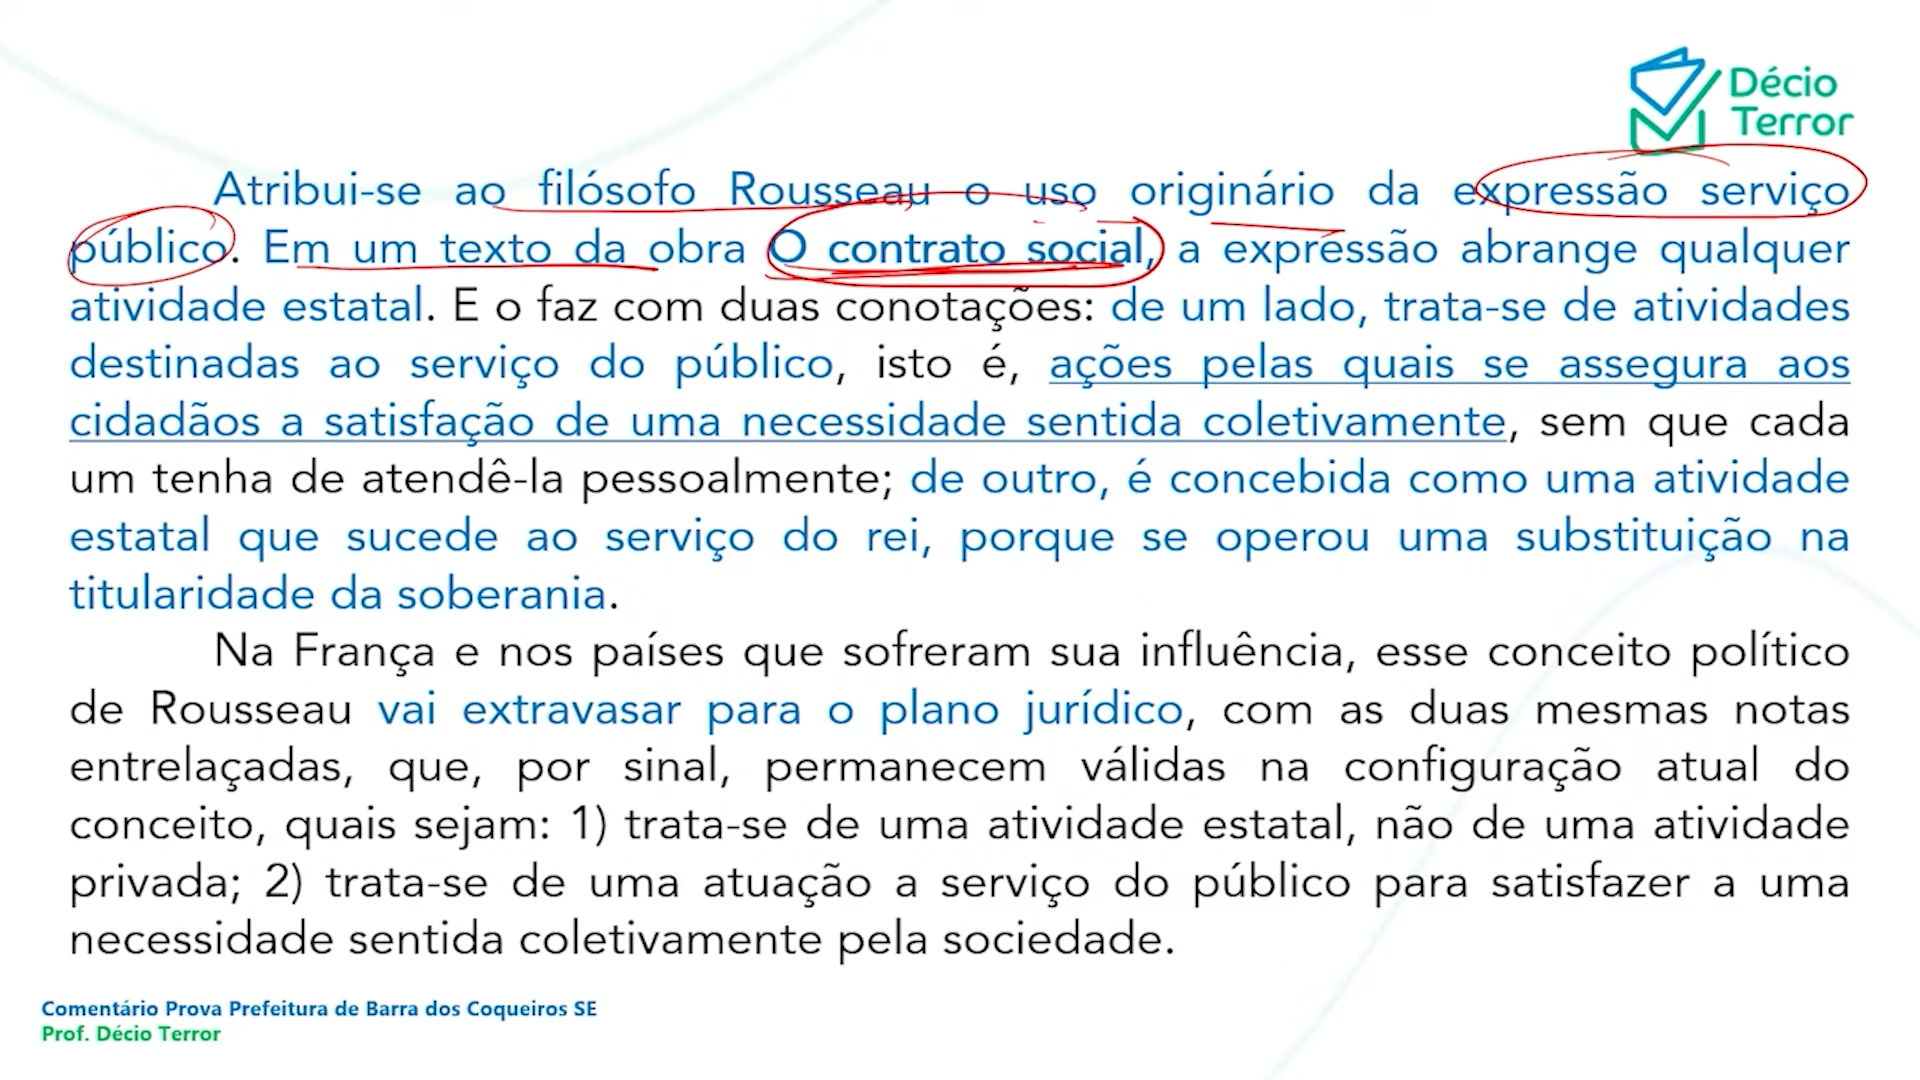 Décio
Terror
Atribui-se ao filósofo Rousseau o uso originário da expressão serviço
público. Em um texto da obra O contrato social, a expressão abrange qualquer
atividade estatal. E o faz com duas conotações: de um lado, trata-se de atividades
destinadas ao serviço do público, isto é, ações pelas quais se assegura aos
cidadãos a satisfação de uma necessidade sentida coletivamente, sem que cada
um tenha de atendê-la pessoalmente; de outro, é concebida como uma atividade
estatal que sucede ao serviço do rei, porque se operou uma substituição na
titularidade da soberania.
Na França e nos países que sofreram sua influência, esse conceito político
de Rousseau vai extravasar para o plano jurídico, com as duas mesmas notas
entrelaçadas, que, por sinal, permanecem válidas na configuração atual do
conceito, quais sejam: 1) trata-se de uma atividade estatal, não de uma atividade
privada; 2) trata-se de uma atuação a serviço do público para satisfazer a uma
necessidade sentida coletivamente pela sociedade.
Comentário Prova Prefeitura de Barra dos Coqueiros SE
Prof. Décio Terror